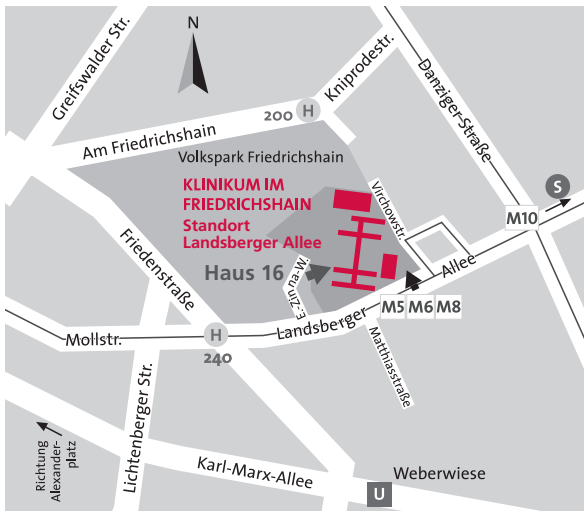 N
Greifswalder Str.
Kniprodestr.
Danziger-Straße
200 H
Am Friedrichshain
Volkspark Friedrichshain
KLINIKUM IM
FRIEDRICHSHAIN
Standort
Landsberger Allee
Virchowstr.
S
M10
Haus 16
E.-Zinna-W.
Allee
Friedenstraße
M5 M6 M8
Landsberger
Mollstr.
H
240
Matthiasstraße
Lichtenberger Str.
Richtung
Alexander-
platz
Karl-Marx-Allee
Weberwiese
U